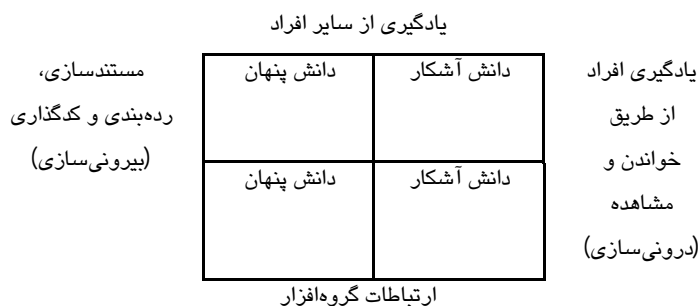 یادگیری از سایر افراد
یادگیری افراد
از طریق
خواندن و
مشاهده
(درونی‌سازی)
دانش آشکار
دانش پنهان
دانش آشکار
دانش پنهان
مستندسازی،
رده‌بندی و کدگذاری
(بیرونی‌سازی)
ارتباطات گروه‌افزار